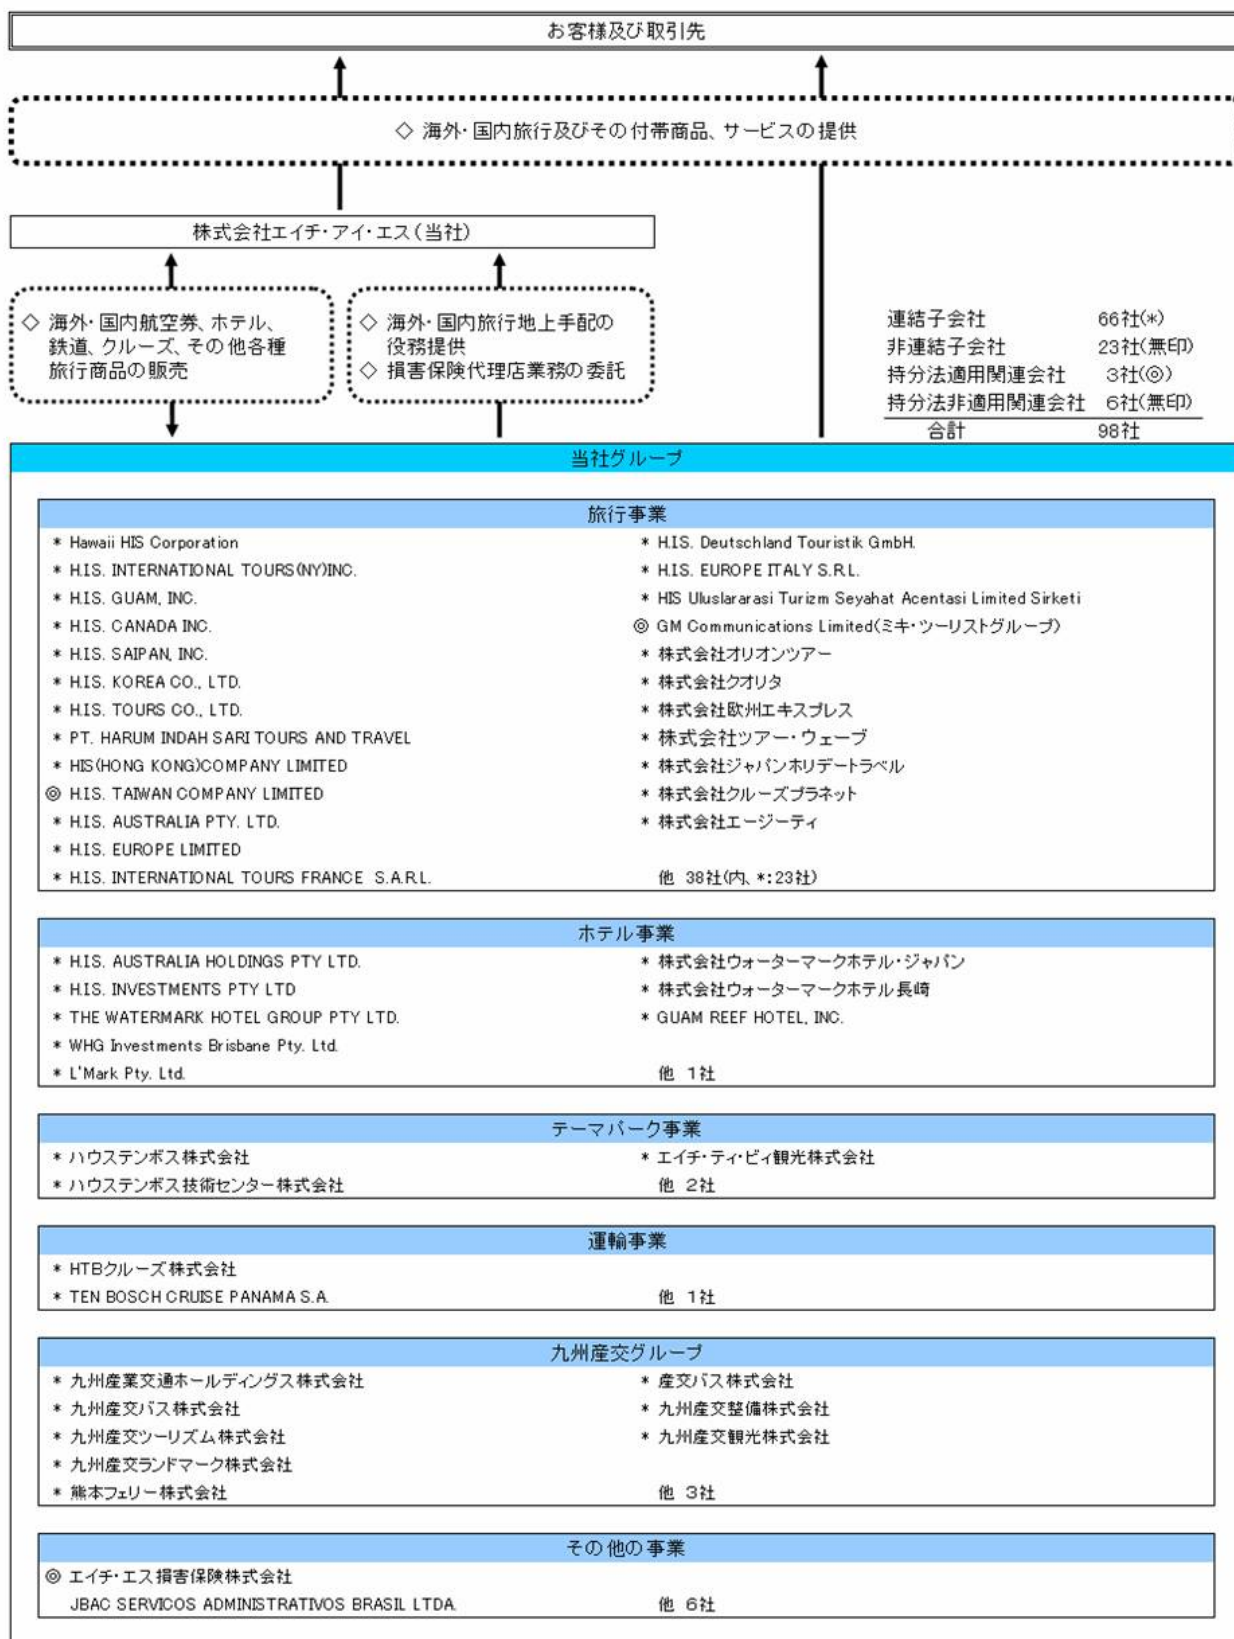 お客様及び取引先
◇ 海外・国内旅行及びその付帯商品、サービスの提供
株式会社エイチ・アイ・エス(当社)
◇ 海外・国内航空券、ホテル、
鉄道、クルーズ、その他各種
旅行商品の販売
◇ 海外・国内旅行地上手配の
役務提供
◇ 損害保険代理店業務の委託
連結子会社 66社(*)
非連結子会社 23社(無印)
持分法適用関連会社 3社(◎)
持分法非適用関連会社 6社(無印)
合計 98社
当社グループ
旅行事業
* Hawaii HIS Corporation
* H.I.S. INTERNATIONAL TOURS(NY)INC.
* H.I.S. GUAM, INC.
* H.I.S. CANADA INC.
* H.I.S. SAIPAN, INC.
* H.I.S. KOREA CO., LTD.
* H.I.S. TOURS CO., LTD.
* PT. HARUM INDAH SARI TOURS AND TRAVEL
* HIS(HONG KONG)COMPANY LIMITED
◎ H.I.S. TAIWAN COMPANY LIMITED
* H.I.S. AUSTRALIA PTY. LTD.
* H.I.S. EUROPE LIMITED
* H.I.S. INTERNATIONAL TOURS FRANCE S.A.R.L.
* H.I.S. Deutschland Touristik GmbH.
* H.I.S. EUROPE ITALY S.R.L.
* HIS Uluslararasi Turizm Seyahat Acentasi Limited Sirketi
◎ GM Communications Limited(ミキ・ツーリストグループ)
* 株式会社オリオンツアー
* 株式会社クオリタ
* 株式会社欧州エキスプレス
* 株式会社ツアー・ウェーブ
* 株式会社ジャパンホリデートラベル
* 株式会社クルーズプラネット
* 株式会社エージーティ
他 38社(内、*:23社)
ホテル事業
* H.I.S. AUSTRALIA HOLDINGS PTY LTD.
* H.I.S. INVESTMENTS PTY LTD
* THE WATERMARK HOTEL GROUP PTY LTD.
* WHG Investments Brisbane Pty. Ltd.
* L'Mark Pty. Ltd.
* 株式会社ウォーターマークホテル・ジャパン
* 株式会社ウォーターマークホテル長崎
* GUAM REEF HOTEL, INC.
他 1社
テーマパーク事業
* ハウステンボス株式会社
* ハウステンボス技術センター株式会社
* エイチ・ティ・ビィ観光株式会社
他 2社
運輸事業
* HTBクルーズ株式会社
* TEN BOSCH CRUISE PANAMA S.A.
他 1社
九州産交グループ
* 九州産業交通ホールディングス株式会社
* 九州産交バス株式会社
* 九州産交ツーリズム株式会社
* 九州産交ランドマーク株式会社
* 熊本フェリー株式会社
* 産交バス株式会社
* 九州産交整備株式会社
* 九州産交観光株式会社
他 3社
その他の事業
◎ エイチ・エス損害保険株式会社
JBAC SERVICOS ADMINISTRATIVOS BRASIL LTDA.
他 6社